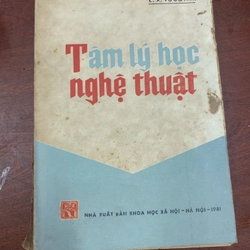 Tâm lý học
nghệ thuật
NHÀ XUẤT BẢN KHOA HỌC XÃ HỘI - HÀ NỘI - 1981